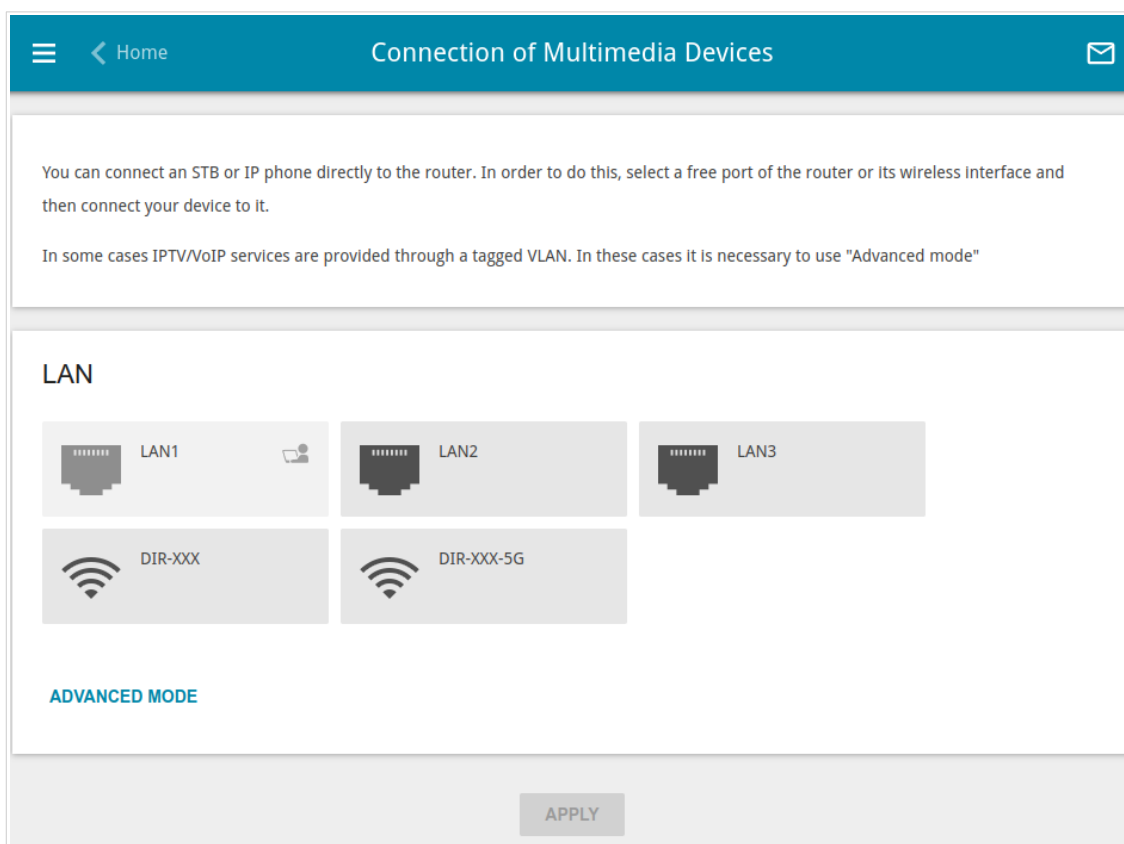 Home
Connection of Multimedia Devices
You can connect an STB or IP phone directly to the router. In order to do this, select a free port of the router or its wireless interface and
then connect your device to it.
In some cases IPTV/VoIP services are provided through a tagged VLAN. In these cases it is necessary to use "Advanced mode"
LAN
LAN1
LAN2
LAN3
DIR-XXX
DIR-XXX-5G
ADVANCED MODE
APPLY